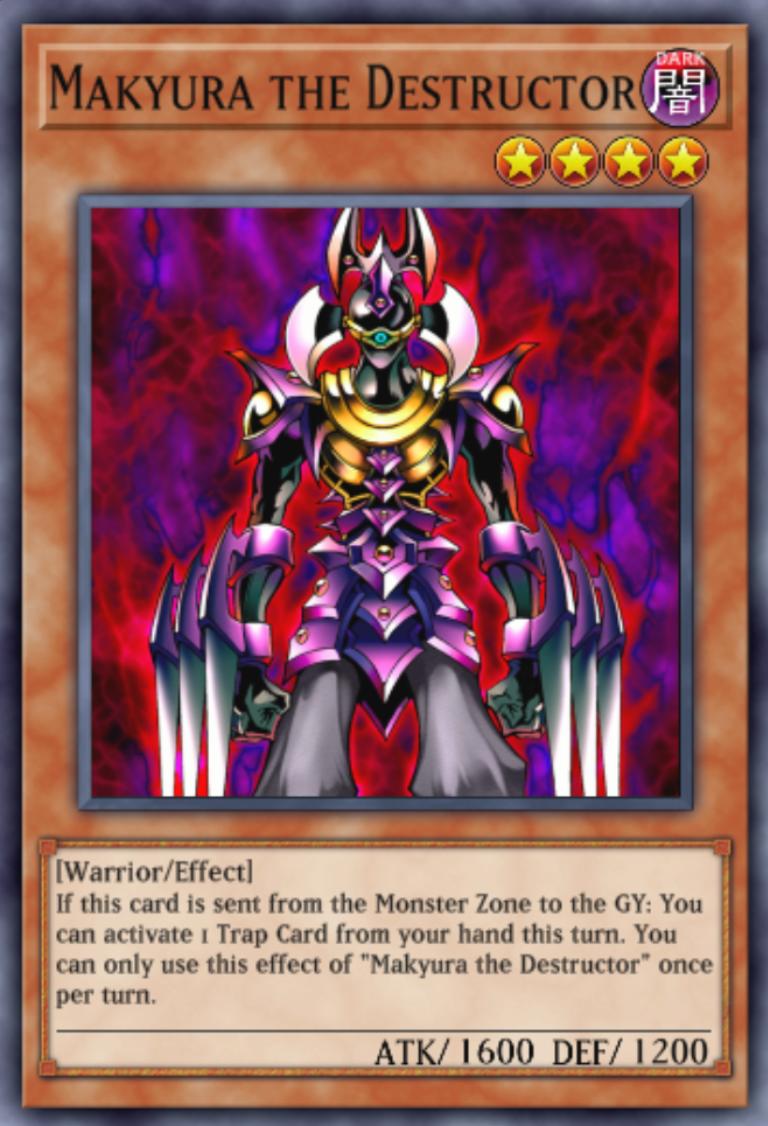 MAKYURA THE DESTRUCTOR
DARK
闇
[Warrior/Effect]
If this card is sent from the Monster Zone to the GY: You
can activate 1 Trap Card from your hand this turn. You
can only use this effect of "Makyura the Destructor" once
per turn.
ATK/ 1600 DEF/ 1200